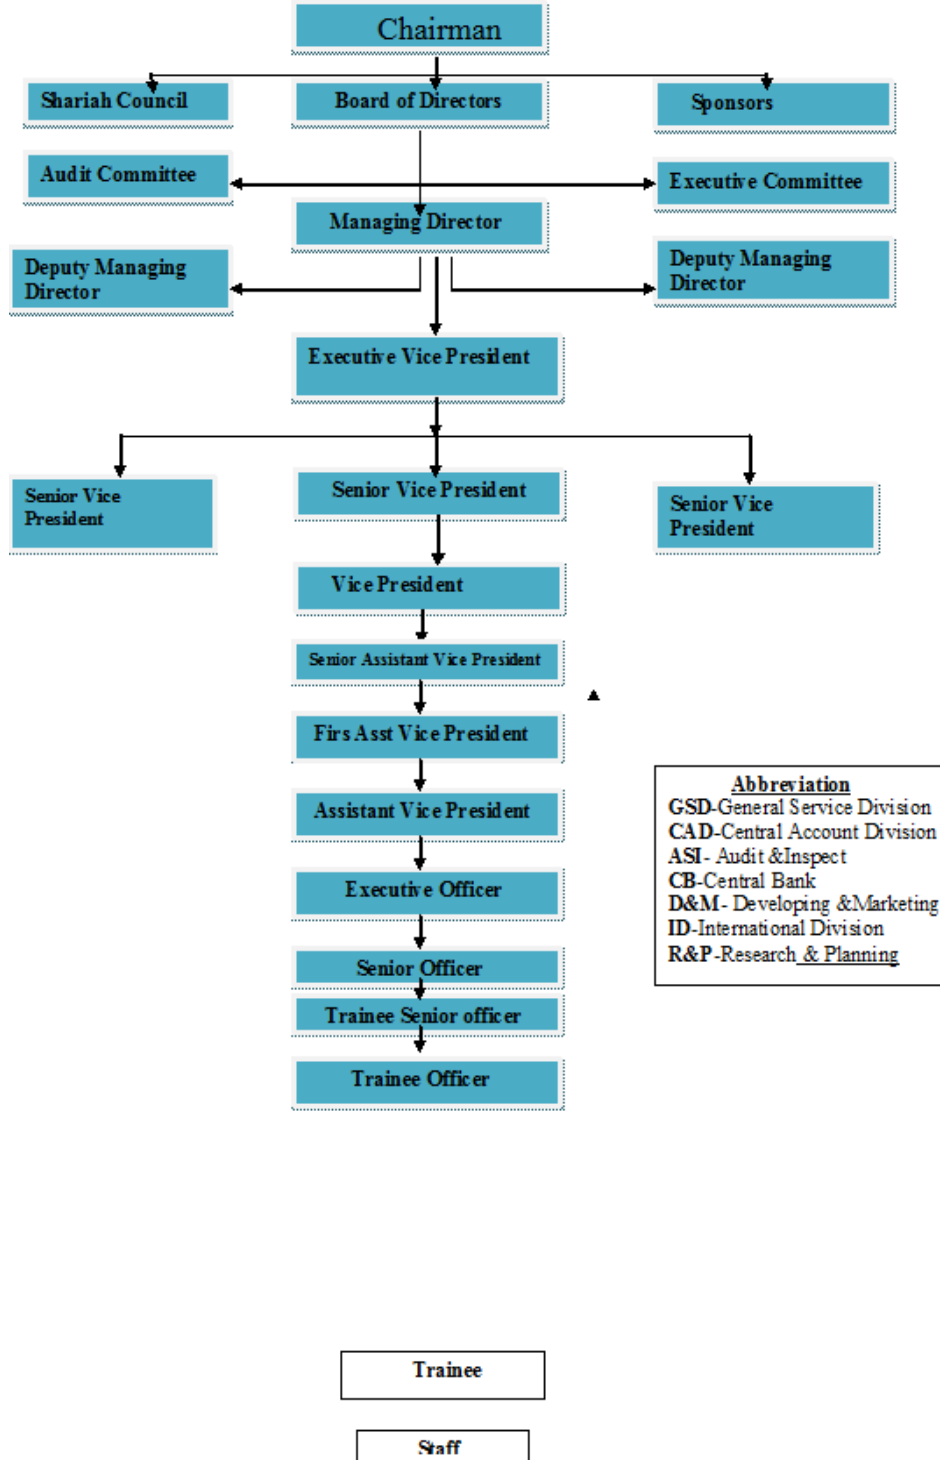 Chairman
Shariah Council
Board of Directors
Sponsors
Audit Committee
Executive Committee
Managing Director
Deputy Managing
Director
Deputy Managing
Director
Executive Vice President
Senior Vice
President
Senior Vice President
Senior Vice
President
Vice President
Senior Assistant Vice President
Firs Asst Vice President
Assistant Vice President
Executive Officer
Senior Officer
Trainee Senior officer
Trainee Officer
Abbreviation
GSD-General Service Division
CAD-Central Account Division
ASI- Audit &Inspect
CB-Central Bank
D&M- Developing &Marketing
ID-International Division
R&P-Research & Planning
Trainee
Staff